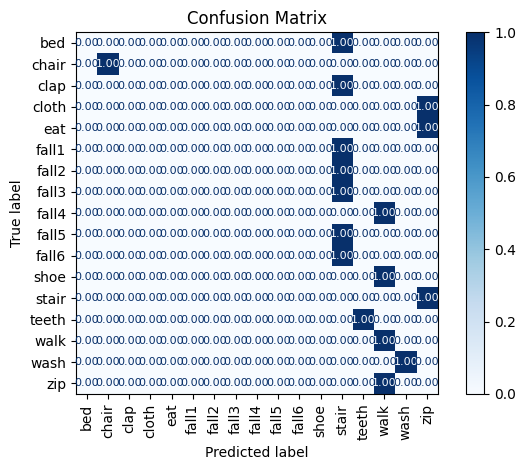 Confusion Matrix
True label
bed 0.00 0.00 0.00 0.00 0.00 0.00 0.00 0.00 0.00 0.00 0.00 0.00 1.00 0.00 0.00 0.00 0.00
chair 0.00 1.00 0.00 0.00 0.00 0.00 0.00 0.00 0.00 0.00 0.00 0.00 0.00 0.00 0.00 0.00 0.00
clap 0.00 0.00 0.00 0.00 0.00 0.00 0.00 0.00 0.00 0.00 0.00 0.00 1.00 0.00 0.00 0.00 0.00
cloth 0.00 0.00 0.00 0.00 0.00 0.00 0.00 0.00 0.00 0.00 0.00 0.00 0.00 0.00 0.00 0.00 1.00
eat 0.00 0.00 0.00 0.00 0.00 0.00 0.00 0.00 0.00 0.00 0.00 0.00 0.00 0.00 0.00 0.00 1.00
fall1 0.00 0.00 0.00 0.00 0.00 0.00 0.00 0.00 0.00 0.00 0.00 0.00 1.00 0.00 0.00 0.00 0.00
fall2 0.00 0.00 0.00 0.00 0.00 0.00 0.00 0.00 0.00 0.00 0.00 0.00 1.00 0.00 0.00 0.00 0.00
fall3 0.00 0.00 0.00 0.00 0.00 0.00 0.00 0.00 0.00 0.00 0.00 0.00 1.00 0.00 0.00 0.00 0.00
fall4 0.00 0.00 0.00 0.00 0.00 0.00 0.00 0.00 0.00 0.00 0.00 0.00 0.00 0.00 1.00 0.00 0.00
fall5 0.00 0.00 0.00 0.00 0.00 0.00 0.00 0.00 0.00 0.00 0.00 0.00 1.00 0.00 0.00 0.00 0.00
fall6 0.00 0.00 0.00 0.00 0.00 0.00 0.00 0.00 0.00 0.00 0.00 0.00 1.00 0.00 0.00 0.00 0.00
shoe 0.00 0.00 0.00 0.00 0.00 0.00 0.00 0.00 0.00 0.00 0.00 0.00 0.00 0.00 1.00 0.00 0.00
stair 0.00 0.00 0.00 0.00 0.00 0.00 0.00 0.00 0.00 0.00 0.00 0.00 0.00 0.00 0.00 0.00 1.00
teeth 0.00 0.00 0.00 0.00 0.00 0.00 0.00 0.00 0.00 0.00 0.00 0.00 0.00 1.00 0.00 0.00 0.00
walk 0.00 0.00 0.00 0.00 0.00 0.00 0.00 0.00 0.00 0.00 0.00 0.00 0.00 0.00 1.00 0.00 0.00
wash 0.00 0.00 0.00 0.00 0.00 0.00 0.00 0.00 0.00 0.00 0.00 0.00 0.00 0.00 0.00 1.00 0.00
zip 0.00 0.00 0.00 0.00 0.00 0.00 0.00 0.00 0.00 0.00 0.00 0.00 0.00 0.00 1.00 0.00 0.00
bed chair clap cloth eat fall1 fall2 fall3 fall4 fall5 fall6 shoe stair teeth walk wash zip
Predicted label
1.0
0.8
0.6
0.4
0.2
0.0